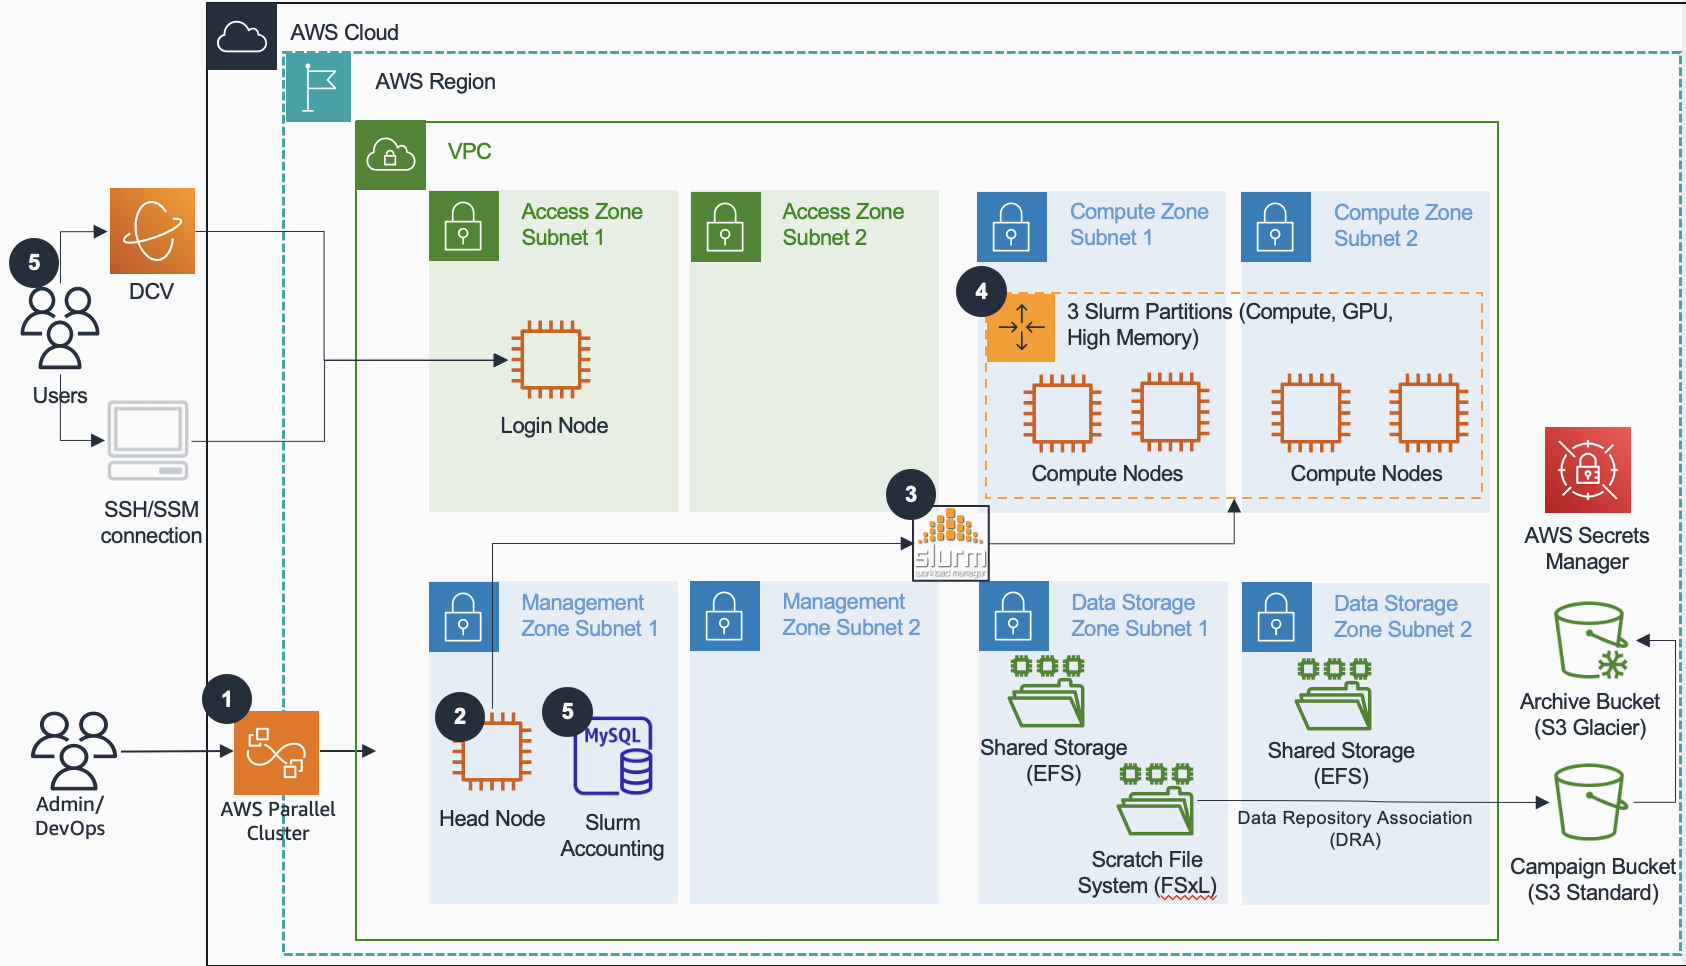 AWS Cloud
AWS Region
VPC
Access Zone
Subnet 1
Access Zone
Subnet 2
Compute Zone
Subnet 1
Compute Zone
Subnet 2
5
DCV
Users
SSH/SSM
connection
Login Node
4
3 Slurm Partitions (Compute, GPU,
High Memory)
Compute Nodes
Compute Nodes
3
slurm
workload manager
AWS Secrets
Manager
Management
Zone Subnet 1
Management
Zone Subnet 2
Data Storage
Zone Subnet 1
Data Storage
Zone Subnet 2
1
Admin/
DevOps
AWS Parallel
Cluster
2
Head Node
5
MySQL
Slurm
Accounting
Shared Storage
(EFS)
Shared Storage
(EFS)
Scratch File
System (FSxL)
Data Repository Association
(DRA)
Archive Bucket
(S3 Glacier)
Campaign Bucket
(S3 Standard)